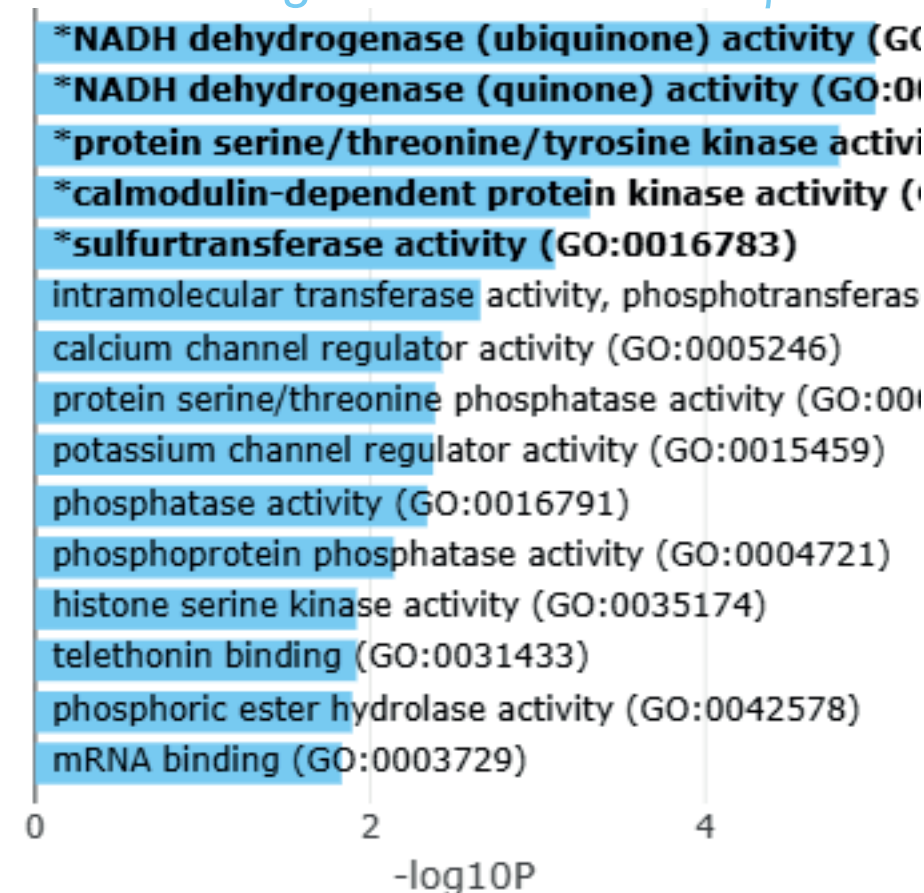 *NADH dehydrogenase (ubiquinone) activity (GO
*NADH dehydrogenase (quinone) activity (GO:00
*protein serine/threonine/tyrosine kinase activi
*calmodulin-dependent protein kinase activity (
*sulfurtransferase activity (GO:0016783)
intramolecular transferase activity, phosphotransferas
calcium channel regulator activity (GO:0005246)
protein serine/threonine phosphatase activity (GO:000
potassium channel regulator activity (GO:0015459)
phosphatase activity (GO:0016791)
phosphoprotein phosphatase activity (GO:0004721)
histone serine kinase activity (GO:0035174)
telethonin binding (GO:0031433)
phosphoric ester hydrolase activity (GO:0042578)
mRNA binding (GO:0003729)
0 2 4
-log10P